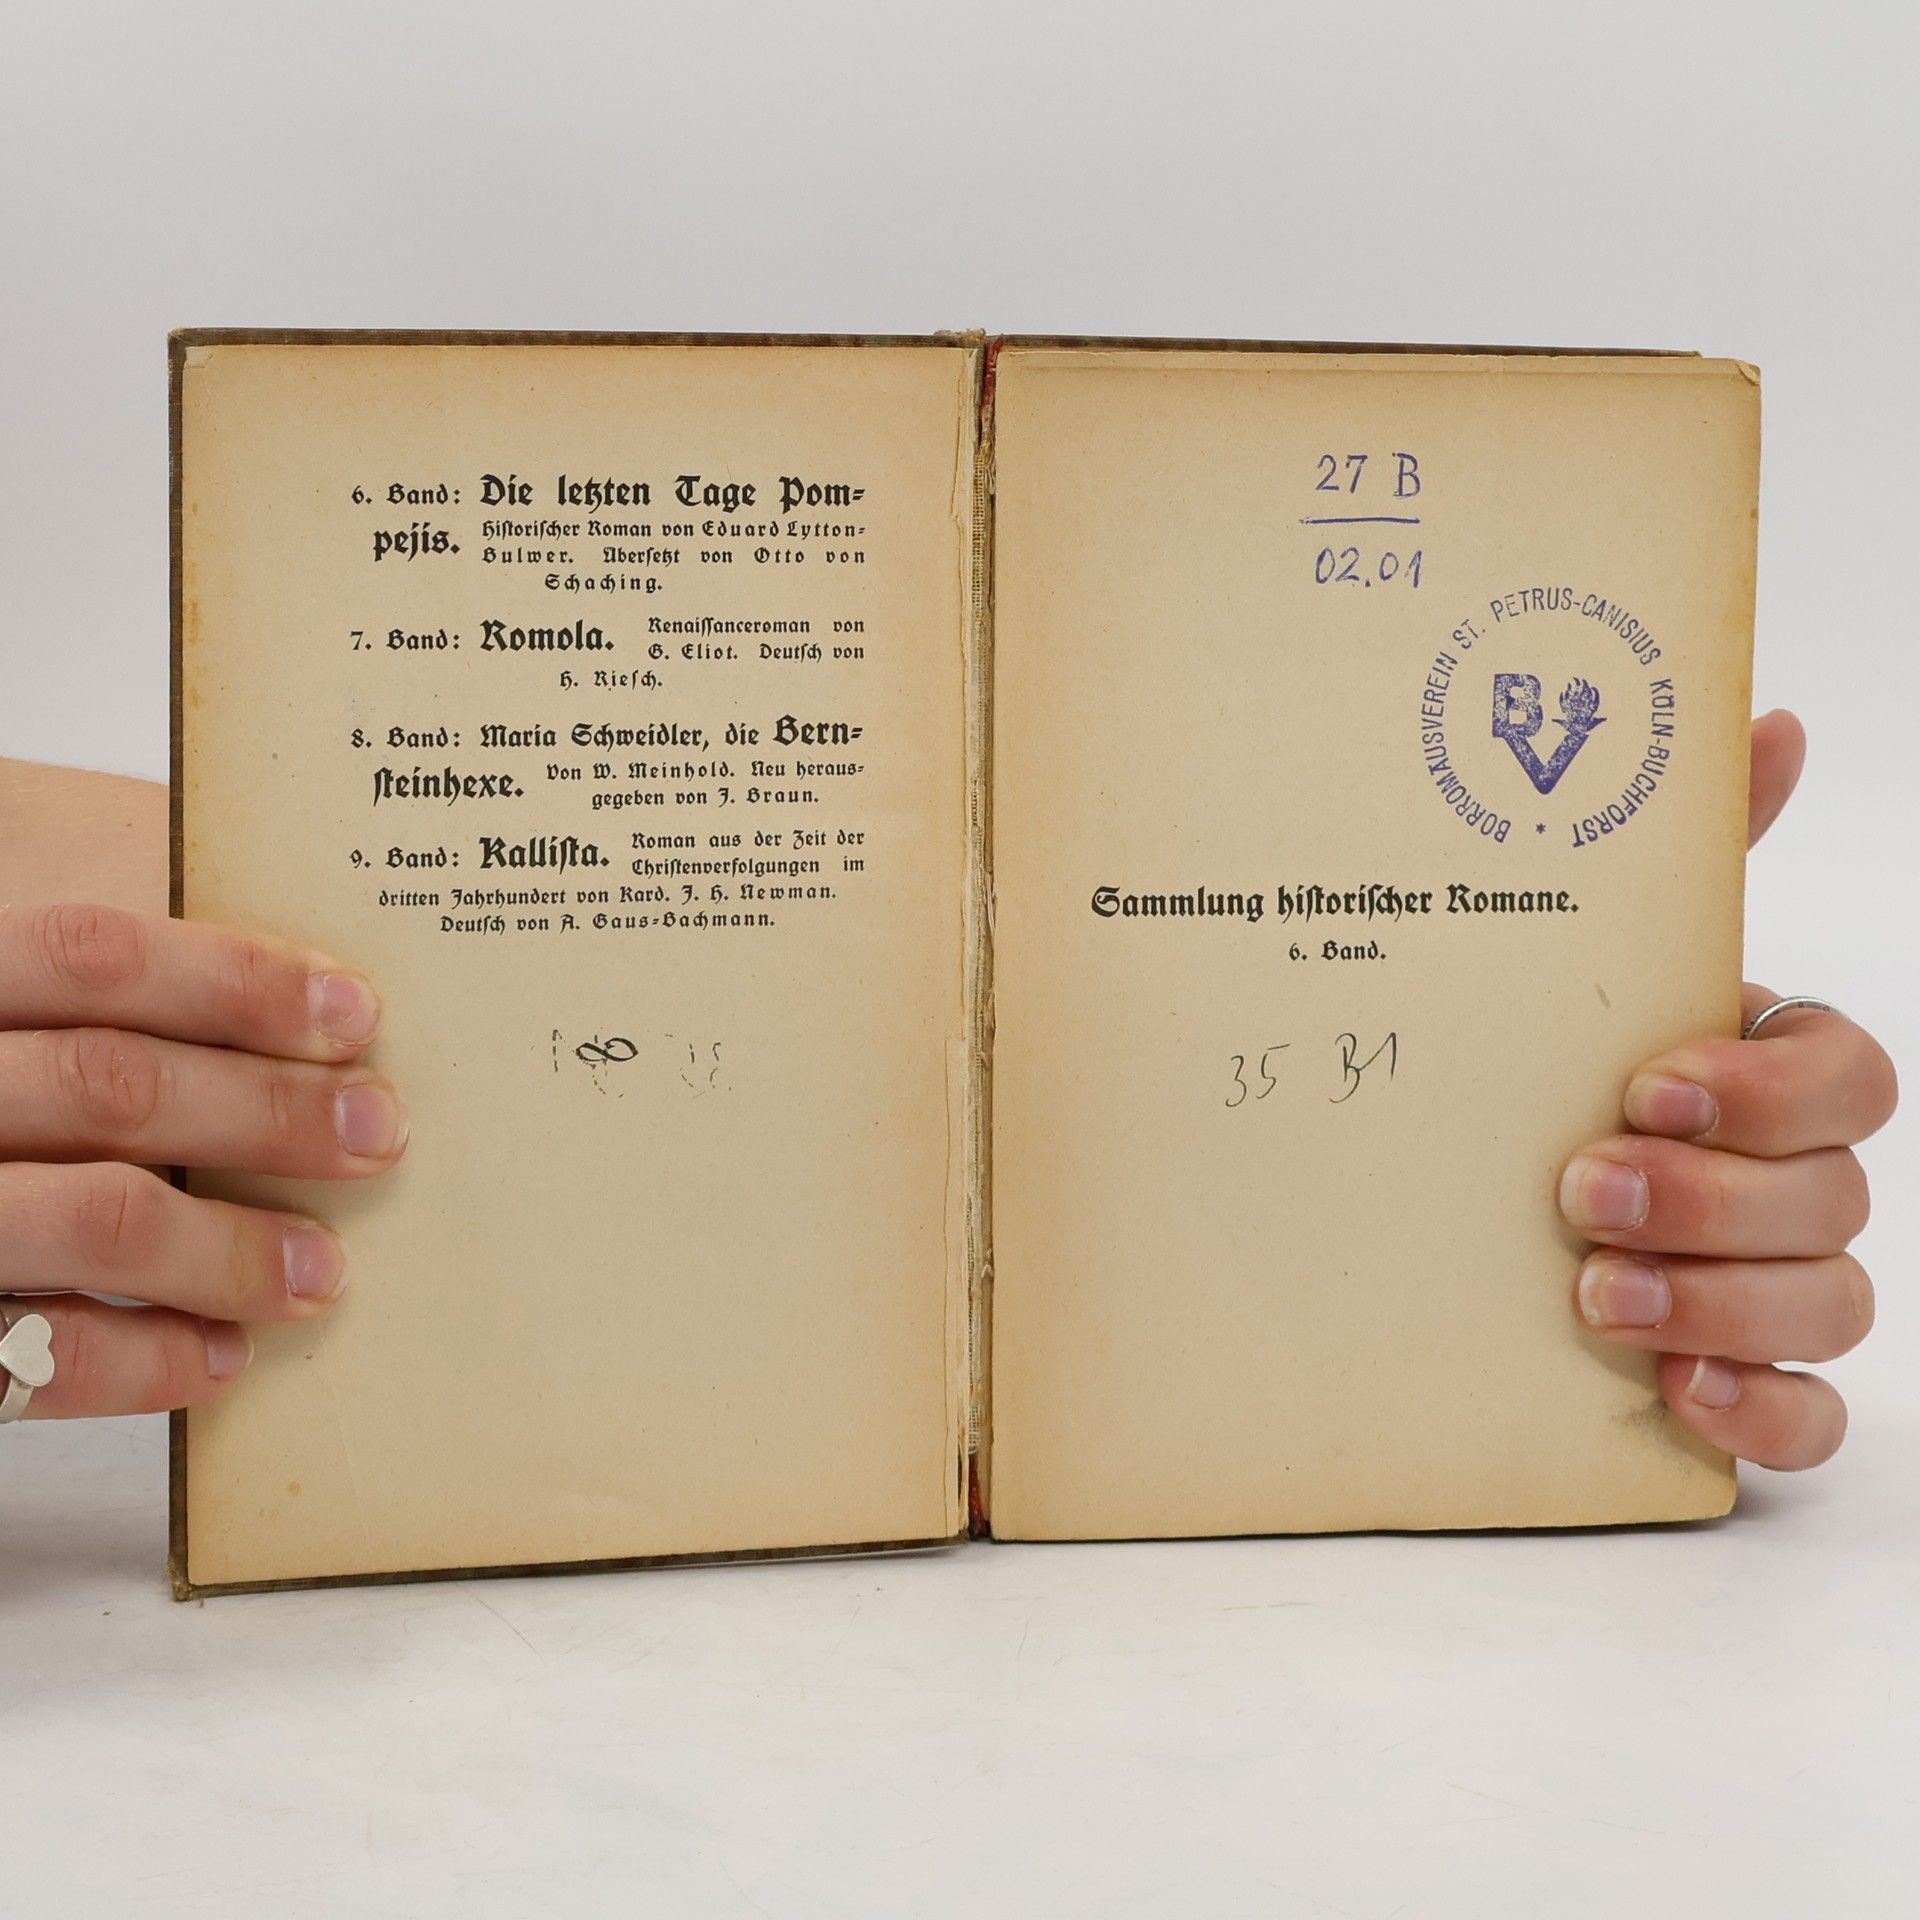 6. Band: Die letzten Tage Pom-
pejis. Historischer Roman von Eduard Lytton-
Bulwer. Übersetzt von Otto von
Schaching.
7. Band: Romola. Renaissanceroman von
G. Eliot. Deutsch von
H. Riesch.
8. Band: Maria Schweidler, die Bern-
steinhexe. Von W. Meinhold. Neu heraus-
gegeben von J. Braun.
9. Band: Kallista. Roman aus der Zeit der
Christenverfolgungen im
dritten Jahrhundert von Kard. J. H. Newman.
Deutsch von A. Gaus-Bachmann.
27 B
02.01
BORROMÄUSVEREIN ST. PETRUS-CANISIUS KÖLN-BUCHFORST *
BV
Sammlung historischer Romane.
6. Band.
35 B1